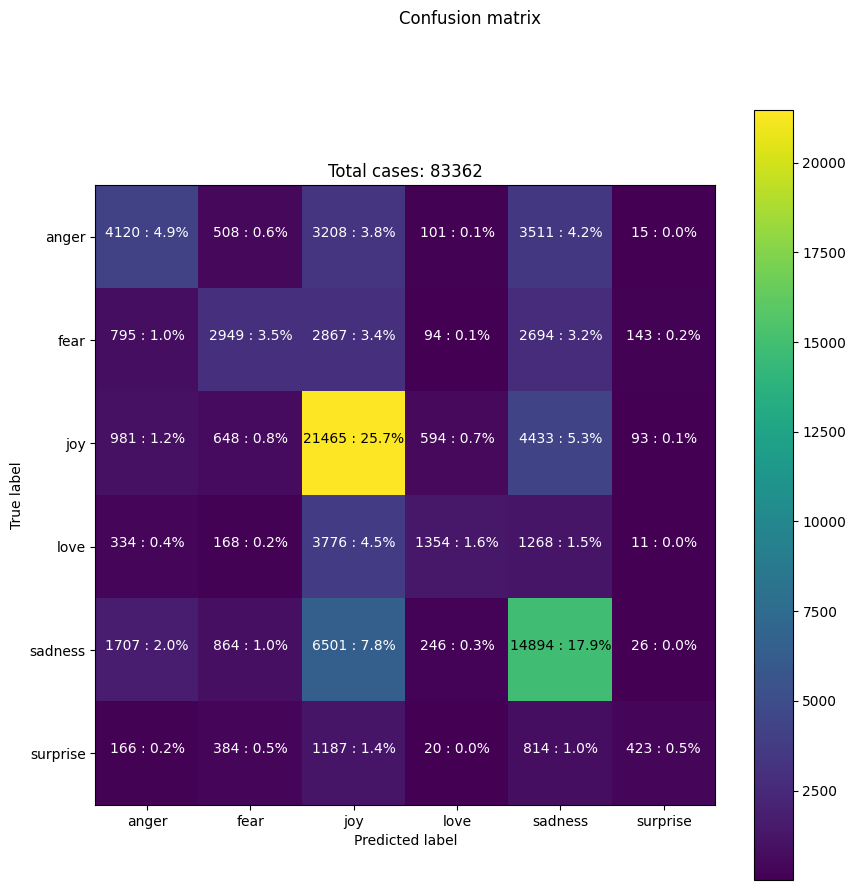 Confusion matrix
Total cases: 83362
anger 4120 : 4.9% 508 : 0.6% 3208 : 3.8% 101 : 0.1% 3511 : 4.2% 15 : 0.0%
fear 795 : 1.0% 2949 : 3.5% 2867 : 3.4% 94 : 0.1% 2694 : 3.2% 143 : 0.2%
joy 981 : 1.2% 648 : 0.8% 21465 : 25.7% 594 : 0.7% 4433 : 5.3% 93 : 0.1%
love 334 : 0.4% 168 : 0.2% 3776 : 4.5% 1354 : 1.6% 1268 : 1.5% 11 : 0.0%
sadness 1707 : 2.0% 864 : 1.0% 6501 : 7.8% 246 : 0.3% 14894 : 17.9% 26 : 0.0%
surprise 166 : 0.2% 384 : 0.5% 1187 : 1.4% 20 : 0.0% 814 : 1.0% 423 : 0.5%
anger fear joy love sadness surprise
Predicted label
True label
20000
17500
15000
12500
10000
7500
5000
2500